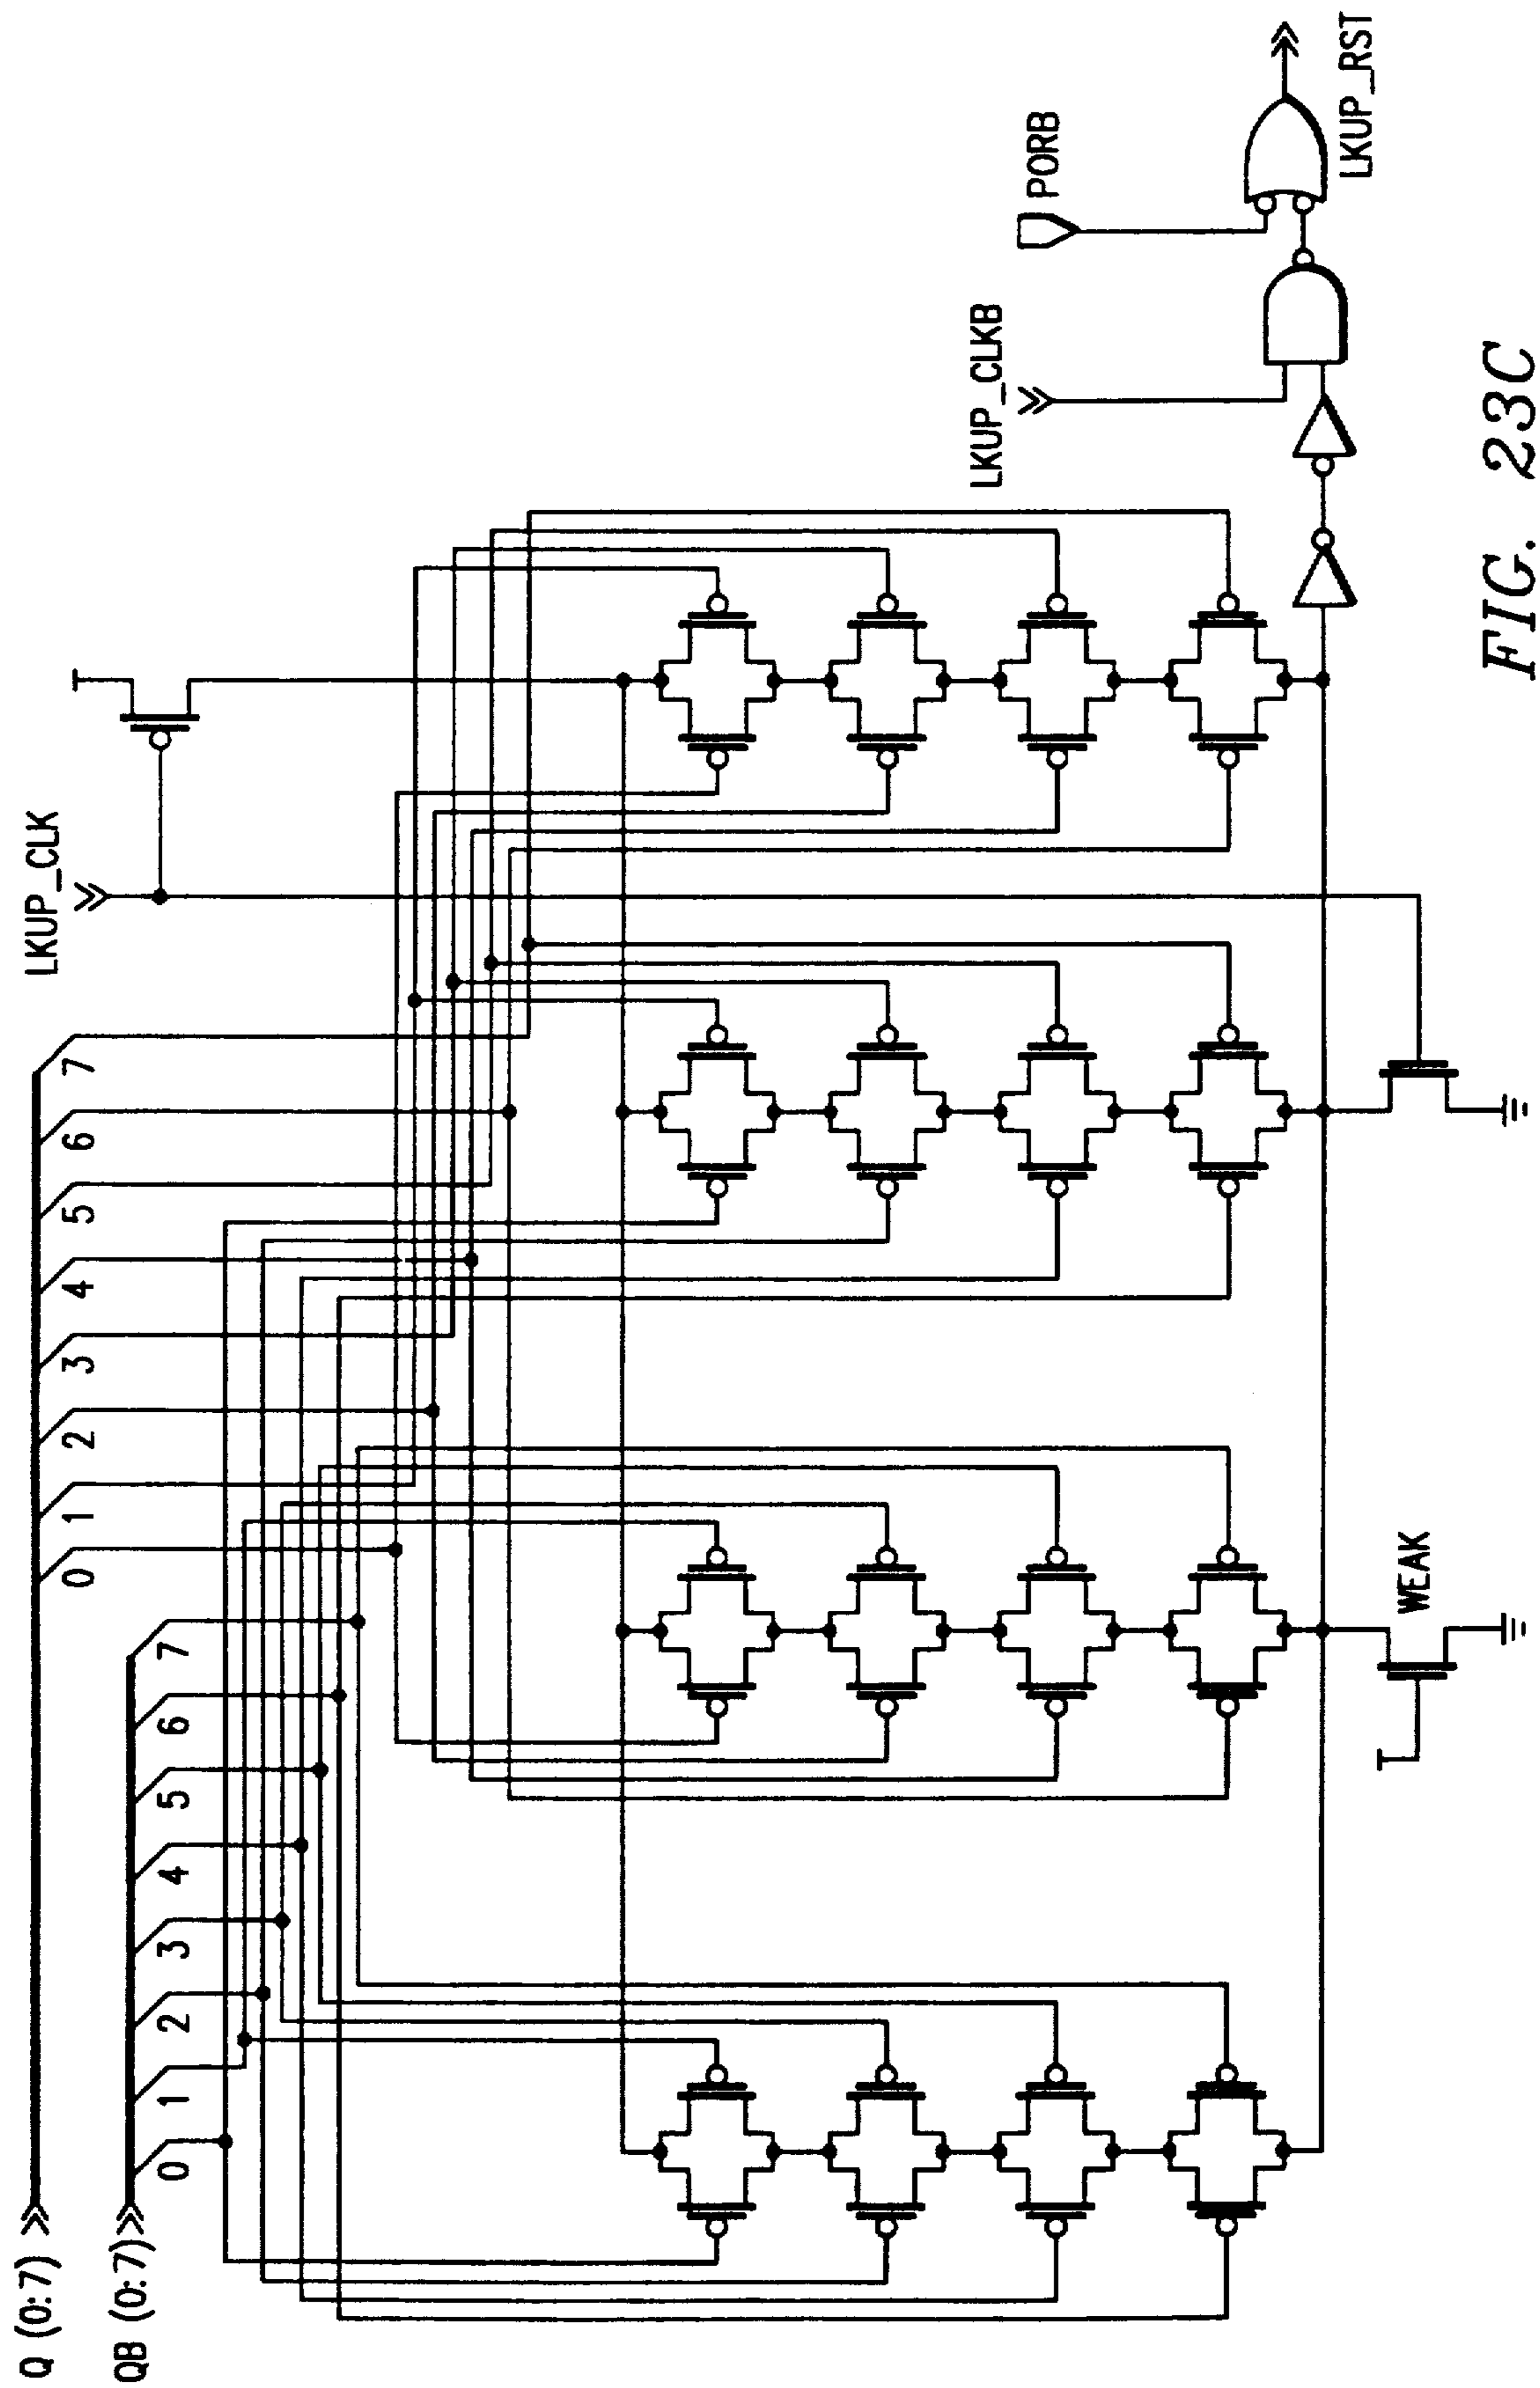 Q (0:7)
QB (0:7)
0
1
2
3
4
5
6
7
0
1
2
3
4
5
6
7
LKUP_CLK
WEAK
LKUP_CLKB
PORB
LKUP_RST
FIG. 23C